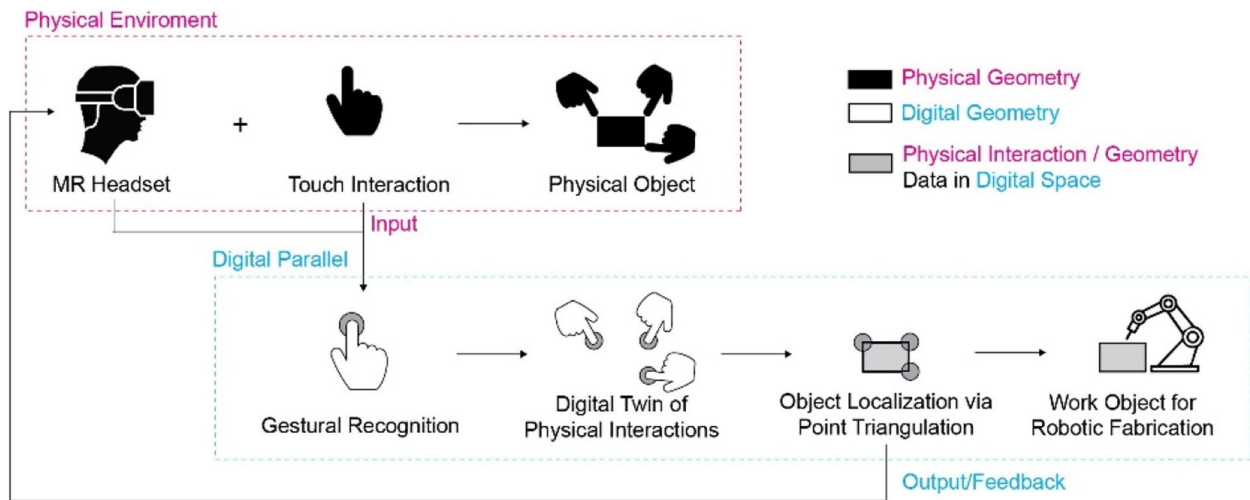 Physical Enviroment
MR Headset
+
Touch Interaction
Physical Object
Physical Geometry
Digital Geometry
Physical Interaction / Geometry
Data in Digital Space
Input
Digital Parallel
Gestural Recognition
Digital Twin of
Physical Interactions
Object Localization via
Point Triangulation
Work Object for
Robotic Fabrication
Output/Feedback